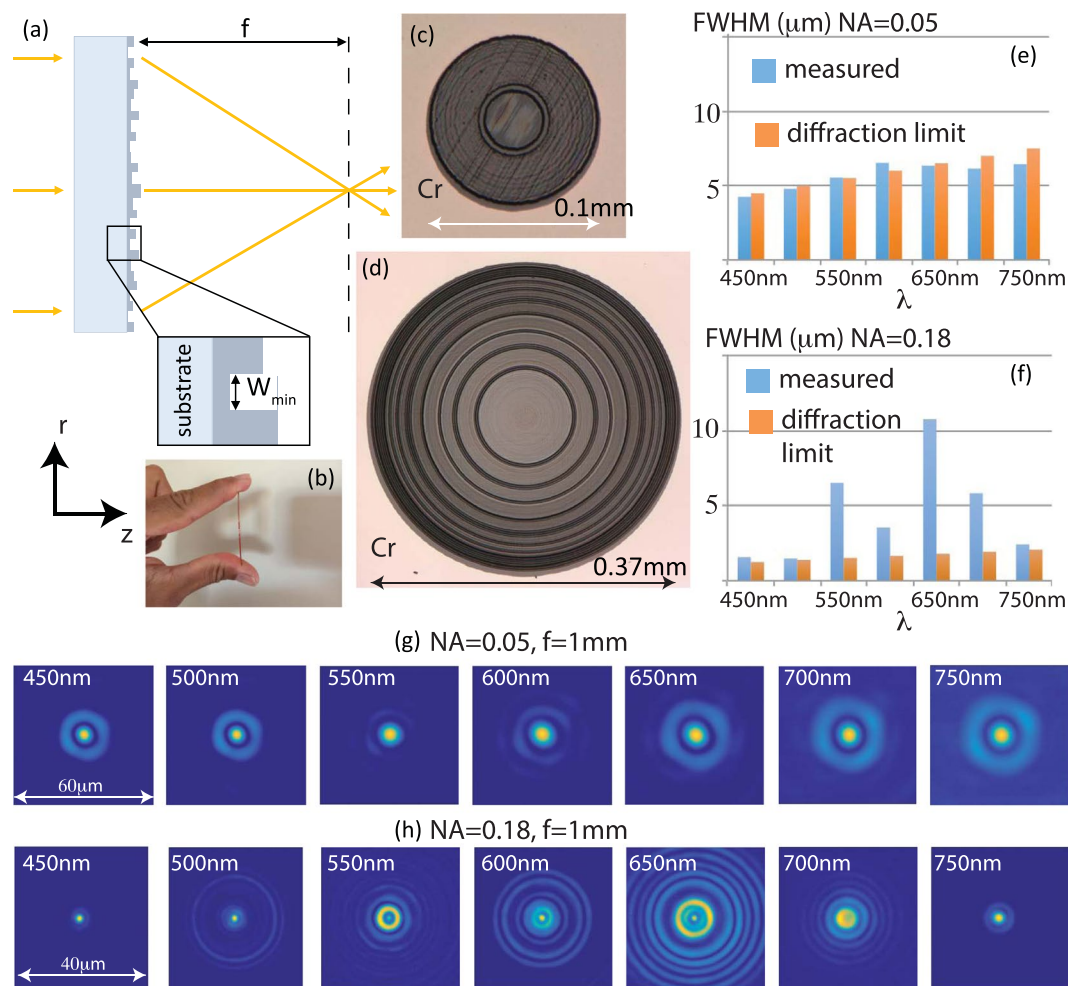 (a)
f
substrate
W min
r
z
(b)
(c)
Cr
0.1mm
(d)
Cr
0.37mm
FWHM (μm) NA=0.05
(e)
measured
10
diffraction limit
5
450nm 550nm 650nm 750nm
λ
FWHM (μm) NA=0.18
(f)
measured
10
diffraction
limit
5
450nm 550nm 650nm 750nm
λ
(g) NA=0.05, f=1mm
450nm 500nm 550nm 600nm 650nm 700nm 750nm
60μm
(h) NA=0.18, f=1mm
450nm 500nm 550nm 600nm 650nm 700nm 750nm
40μm